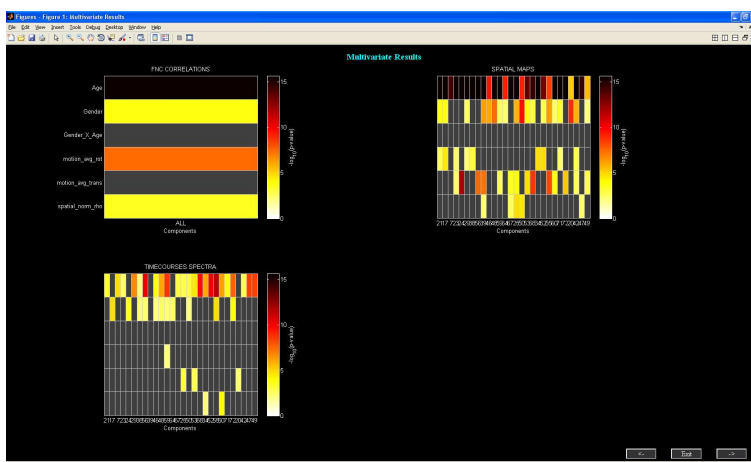 Figures - Figure 1: Multivariate Results
File Edit View Insert Tools Debug Desktop Window Help
Multivariate Results
FNC CORRELATIONS
Age
Gender
Gender_X_Age
motion_avg_rot
motion_avg_trans
spatial_norm_rho
ALL
Components
15
10
5
0
-log10(p-value)
SPATIAL MAPS
Components
15
10
5
0
-log10(p-value)
TIMECOURSES SPECTRA
Components
15
10
5
0
-log10(p-value)
<-
Exit
->